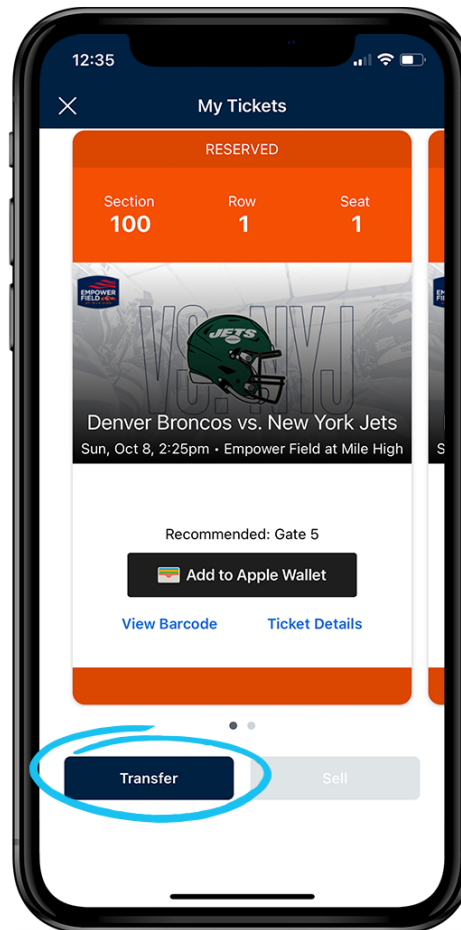 12:35
My Tickets
RESERVED
Section Row Seat
100 1 1
EMPOWER
FIELD
VS. NYJ
JETS
Denver Broncos vs. New York Jets
Sun, Oct 8, 2:25pm • Empower Field at Mile High
S
Recommended: Gate 5
Add to Apple Wallet
View Barcode Ticket Details
Transfer Sell